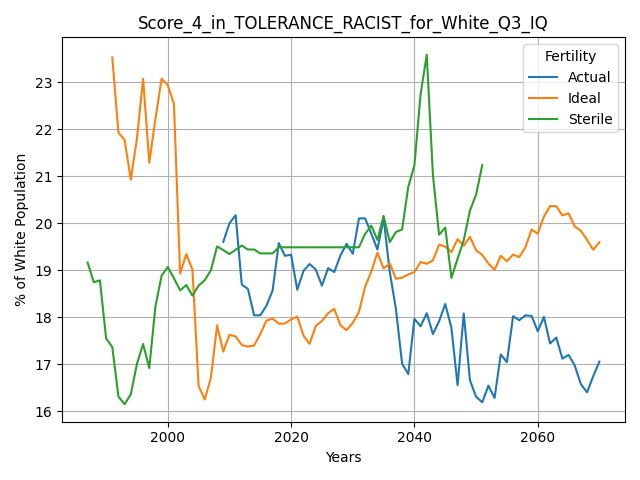 Score_4_in_TOLERANCE_RACIST_for_White_Q3_IQ
% of White Population
23
22
21
20
19
18
17
16
Fertility
Actual
Ideal
Sterile
2000
2020
2040
2060
Years